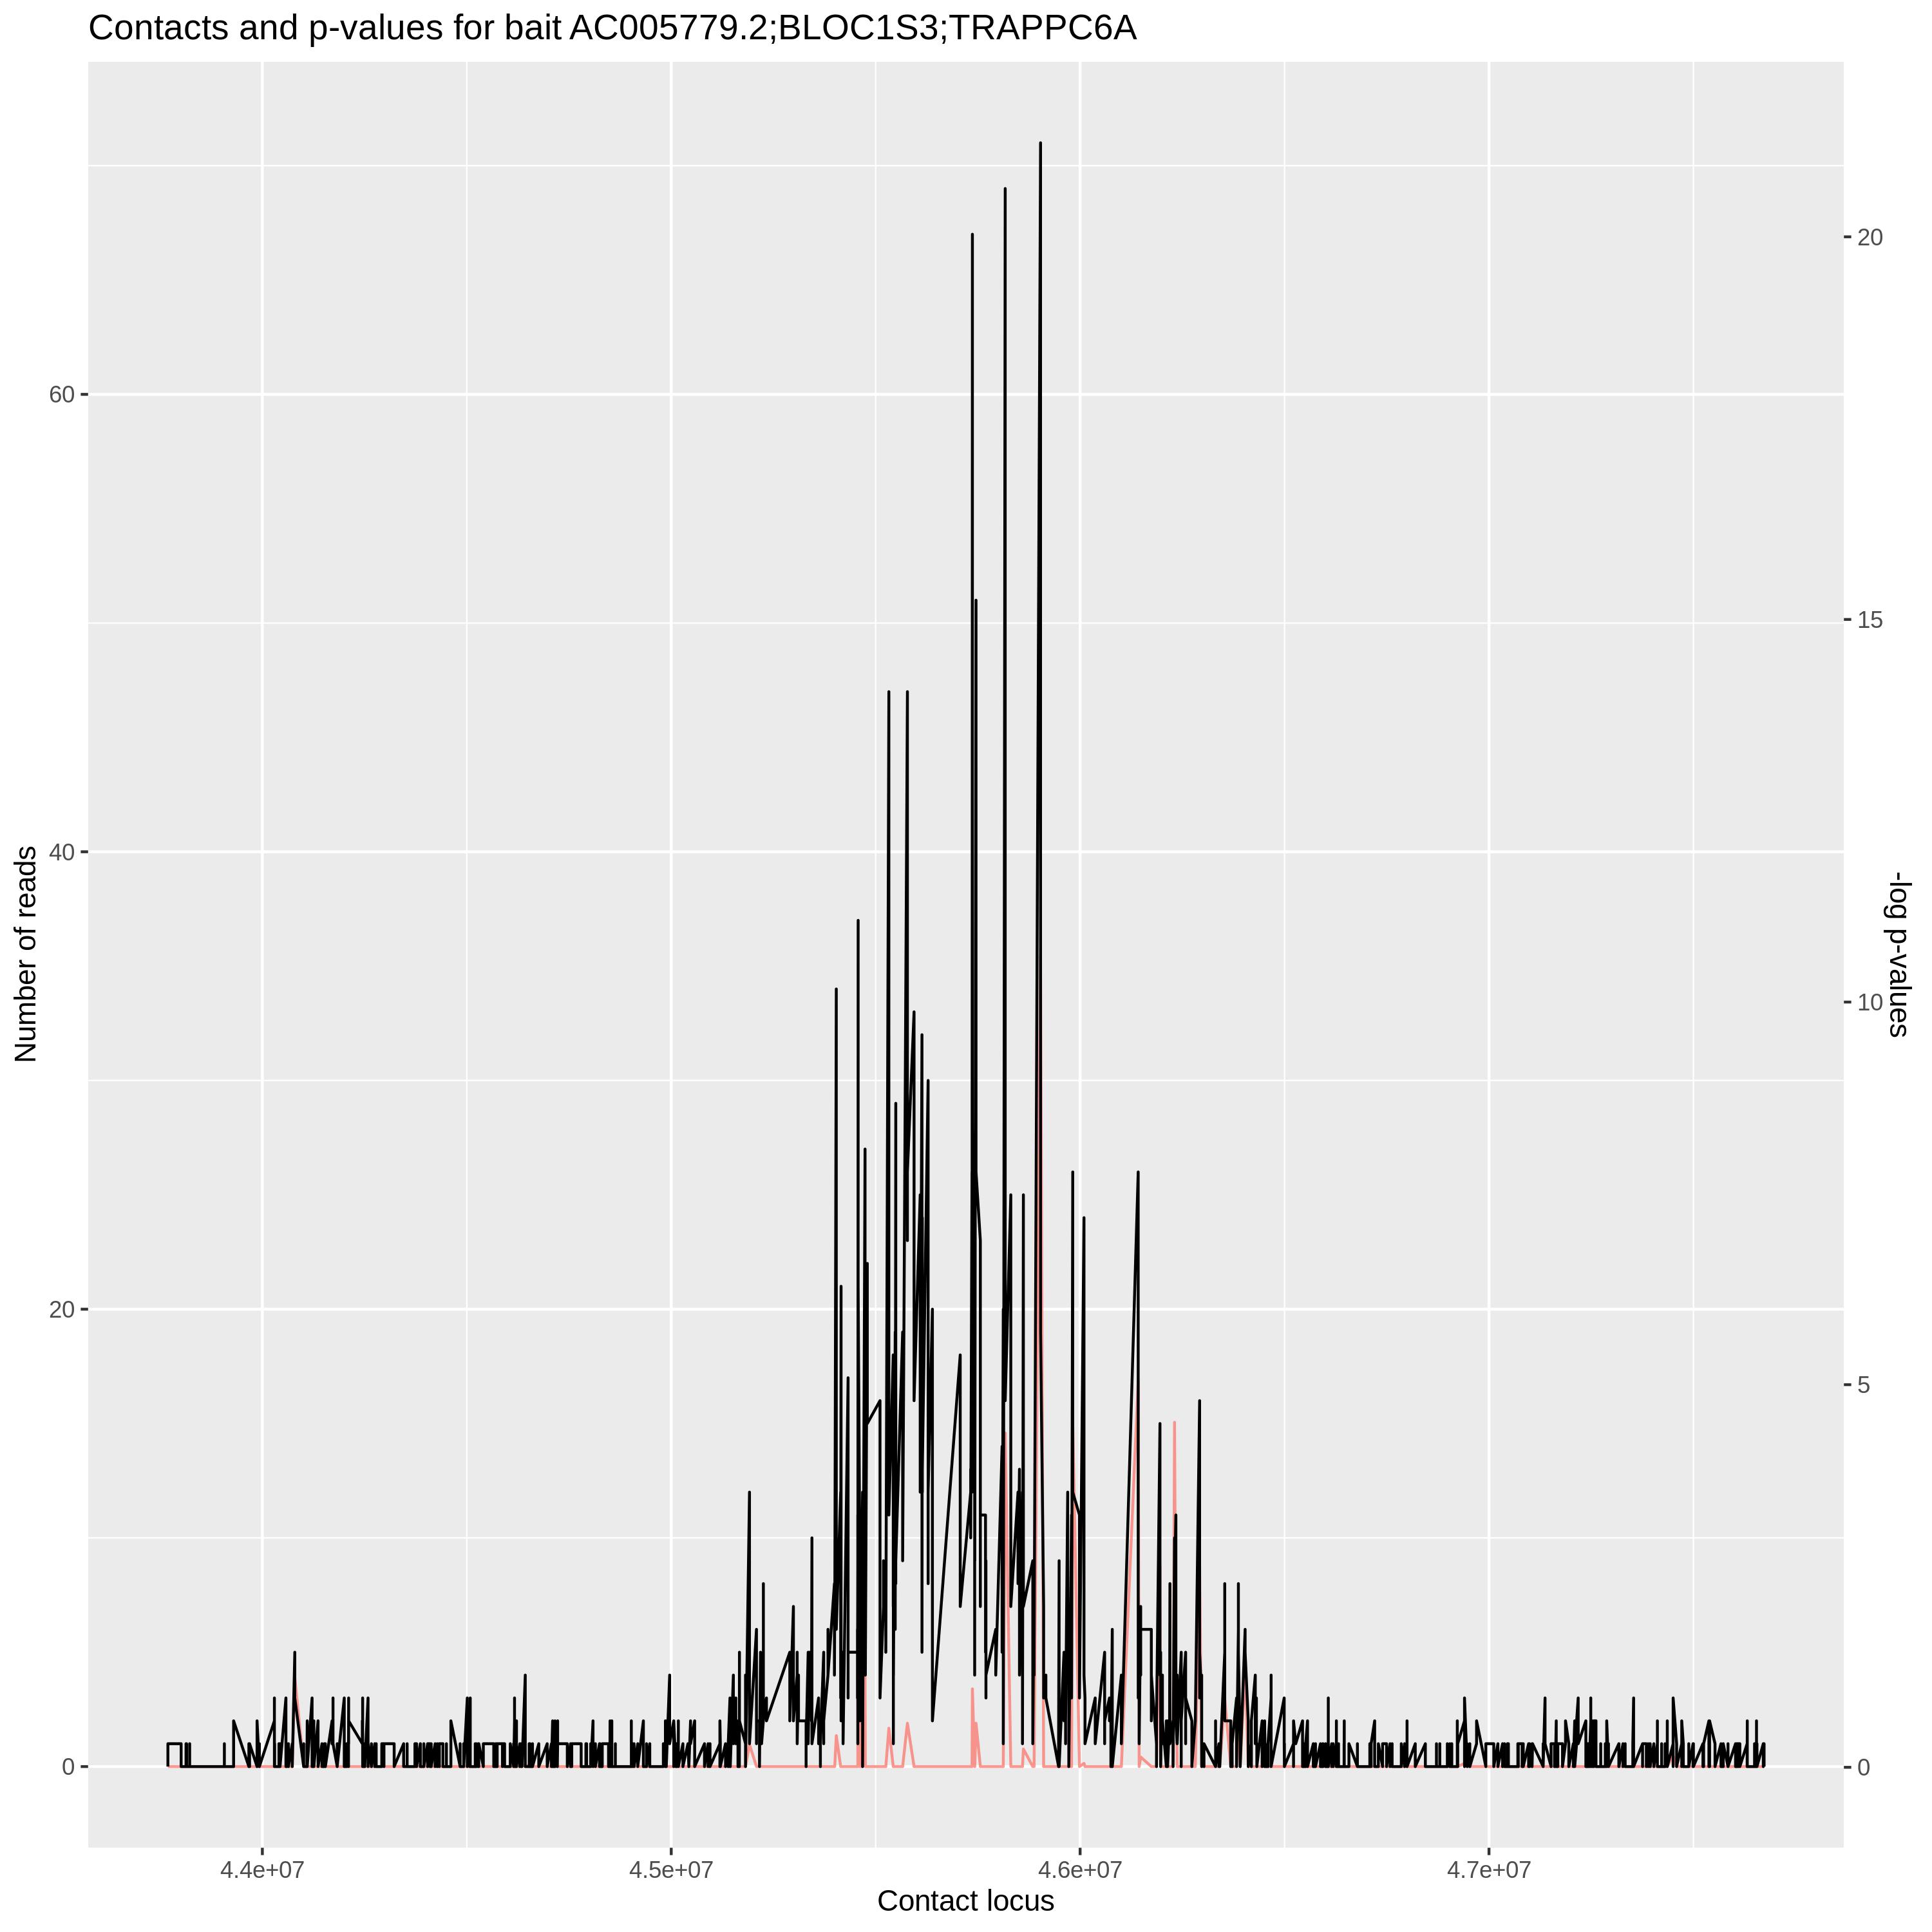 Contacts and p-values for bait AC005779.2;BLOC1S3;TRAPPC6A
Number of reads
60
40
20
0
20
15
10
5
0
-log p-values
4.4e+07 4.5e+07 4.6e+07 4.7e+07
Contact locus